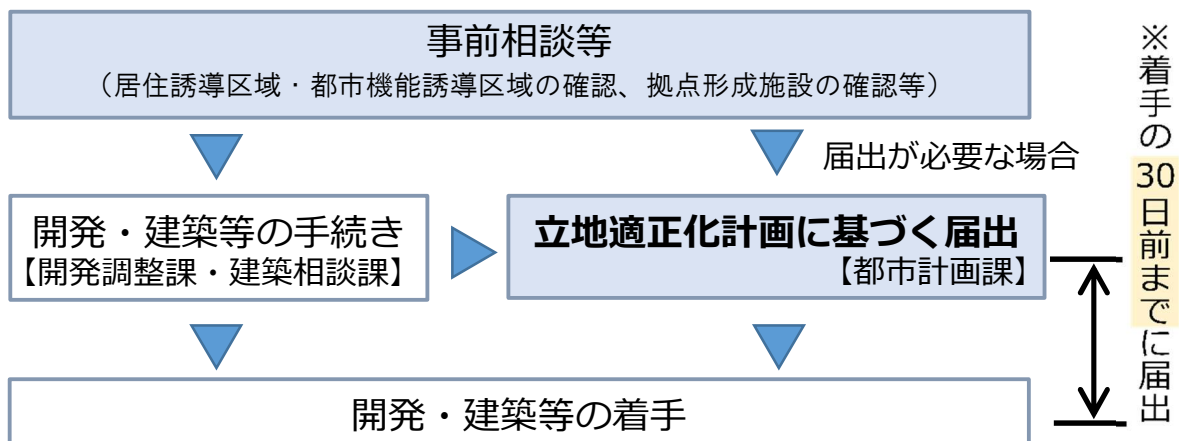 事前相談等
（居住誘導区域・都市機能誘導区域の確認、拠点形成施設の確認等）
届出が必要な場合
開発・建築等の手続き
【開発調整課・建築相談課】
立地適正化計画に基づく届出
【都市計画課】
開発・建築等の着手
※着手の30日前までに届出